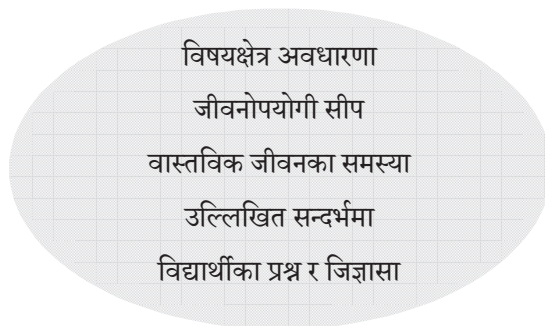 विषयक्षेत्र अवधारणा
जीवनोपयोगी सीप
वास्तविक जीवनका समस्या
उल्लिखित सन्दर्भमा
विद्यार्थीका प्रश्न र जिज्ञासा